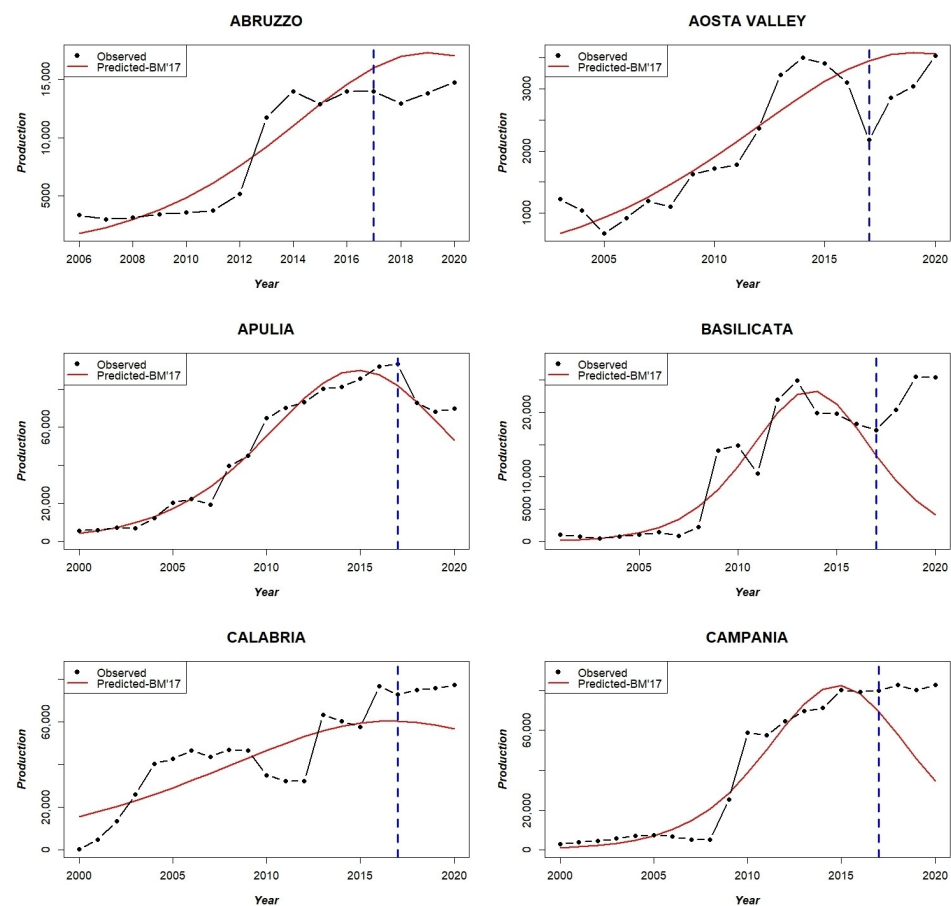 ABRUZZO
Observed
Predicted-BM'17
Production
5000
10,000
15,000
2006 2008 2010 2012 2014 2016 2018 2020
Year
AOSTA VALLEY
Observed
Predicted-BM'17
Production
1000
2000
3000
2005 2010 2015 2020
Year
APULIA
Observed
Predicted-BM'17
Production
0
20,000
60,000
2000 2005 2010 2015 2020
Year
BASILICATA
Observed
Predicted-BM'17
Production
0
5000
10,000
20,000
2005 2010 2015 2020
Year
CALABRIA
Observed
Predicted-BM'17
Production
0
20,000
60,000
2000 2005 2010 2015 2020
Year
CAMPANIA
Observed
Predicted-BM'17
Production
0
20,000
60,000
2000 2005 2010 2015 2020
Year